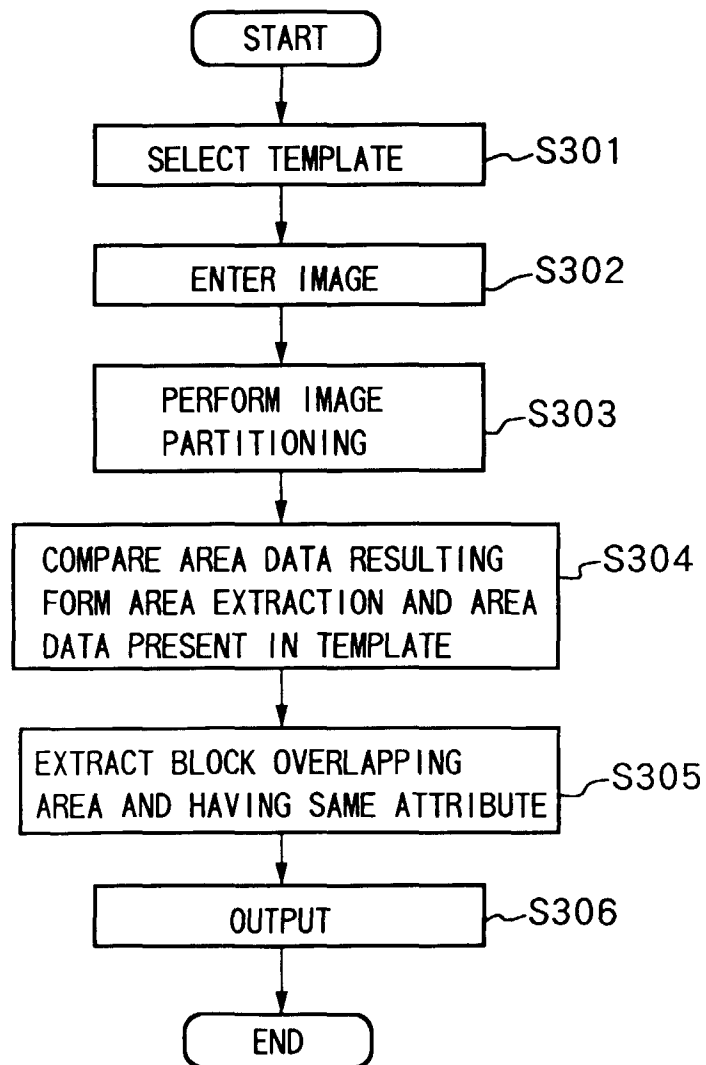 START
SELECT TEMPLATE
S301
ENTER IMAGE
S302
PERFORM IMAGE
PARTITIONING
S303
COMPARE AREA DATA RESULTING
FORM AREA EXTRACTION AND AREA
DATA PRESENT IN TEMPLATE
S304
EXTRACT BLOCK OVERLAPPING
AREA AND HAVING SAME ATTRIBUTE
S305
OUTPUT
S306
END